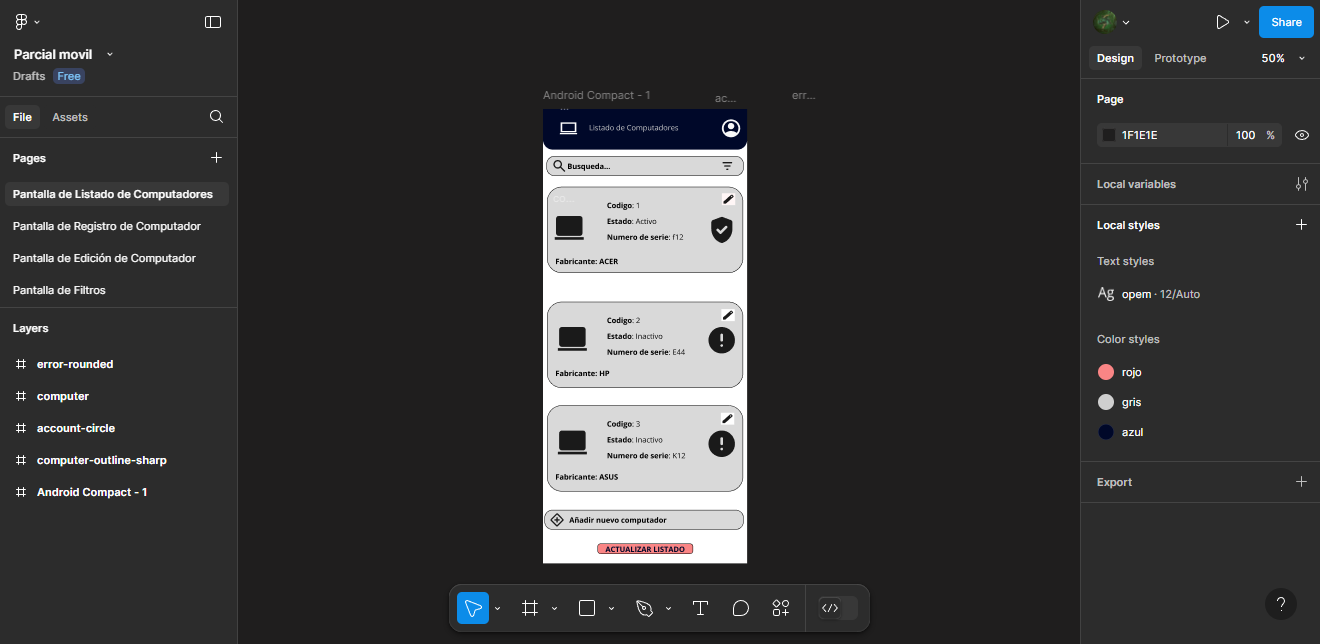 Parcial movil
Drafts Free
File Assets
Pages
Pantalla de Listado de Computadores
Pantalla de Registro de Computador
Pantalla de Edición de Computador
Pantalla de Filtros
Layers
error-rounded
computer
account-circle
computer-outline-sharp
Android Compact - 1
Android Compact - 1
ac...
err...
Listado de Computadores
Busqueda...
Codigo: 1
Estado: Activo
Numero de serie: f12
Fabricante: ACER
Codigo: 2
Estado: Inactivo
Numero de serie: E44
Fabricante: HP
Codigo: 3
Estado: Inactivo
Numero de serie: K12
Fabricante: ASUS
Añadir nuevo computador
ACTUALIZAR LISTADO
Share
Design Prototype 50%
Page
1F1E1E 100 %
Local variables
Local styles
Text styles
Ag opem · 12/Auto
Color styles
rojo
gris
azul
Export
?